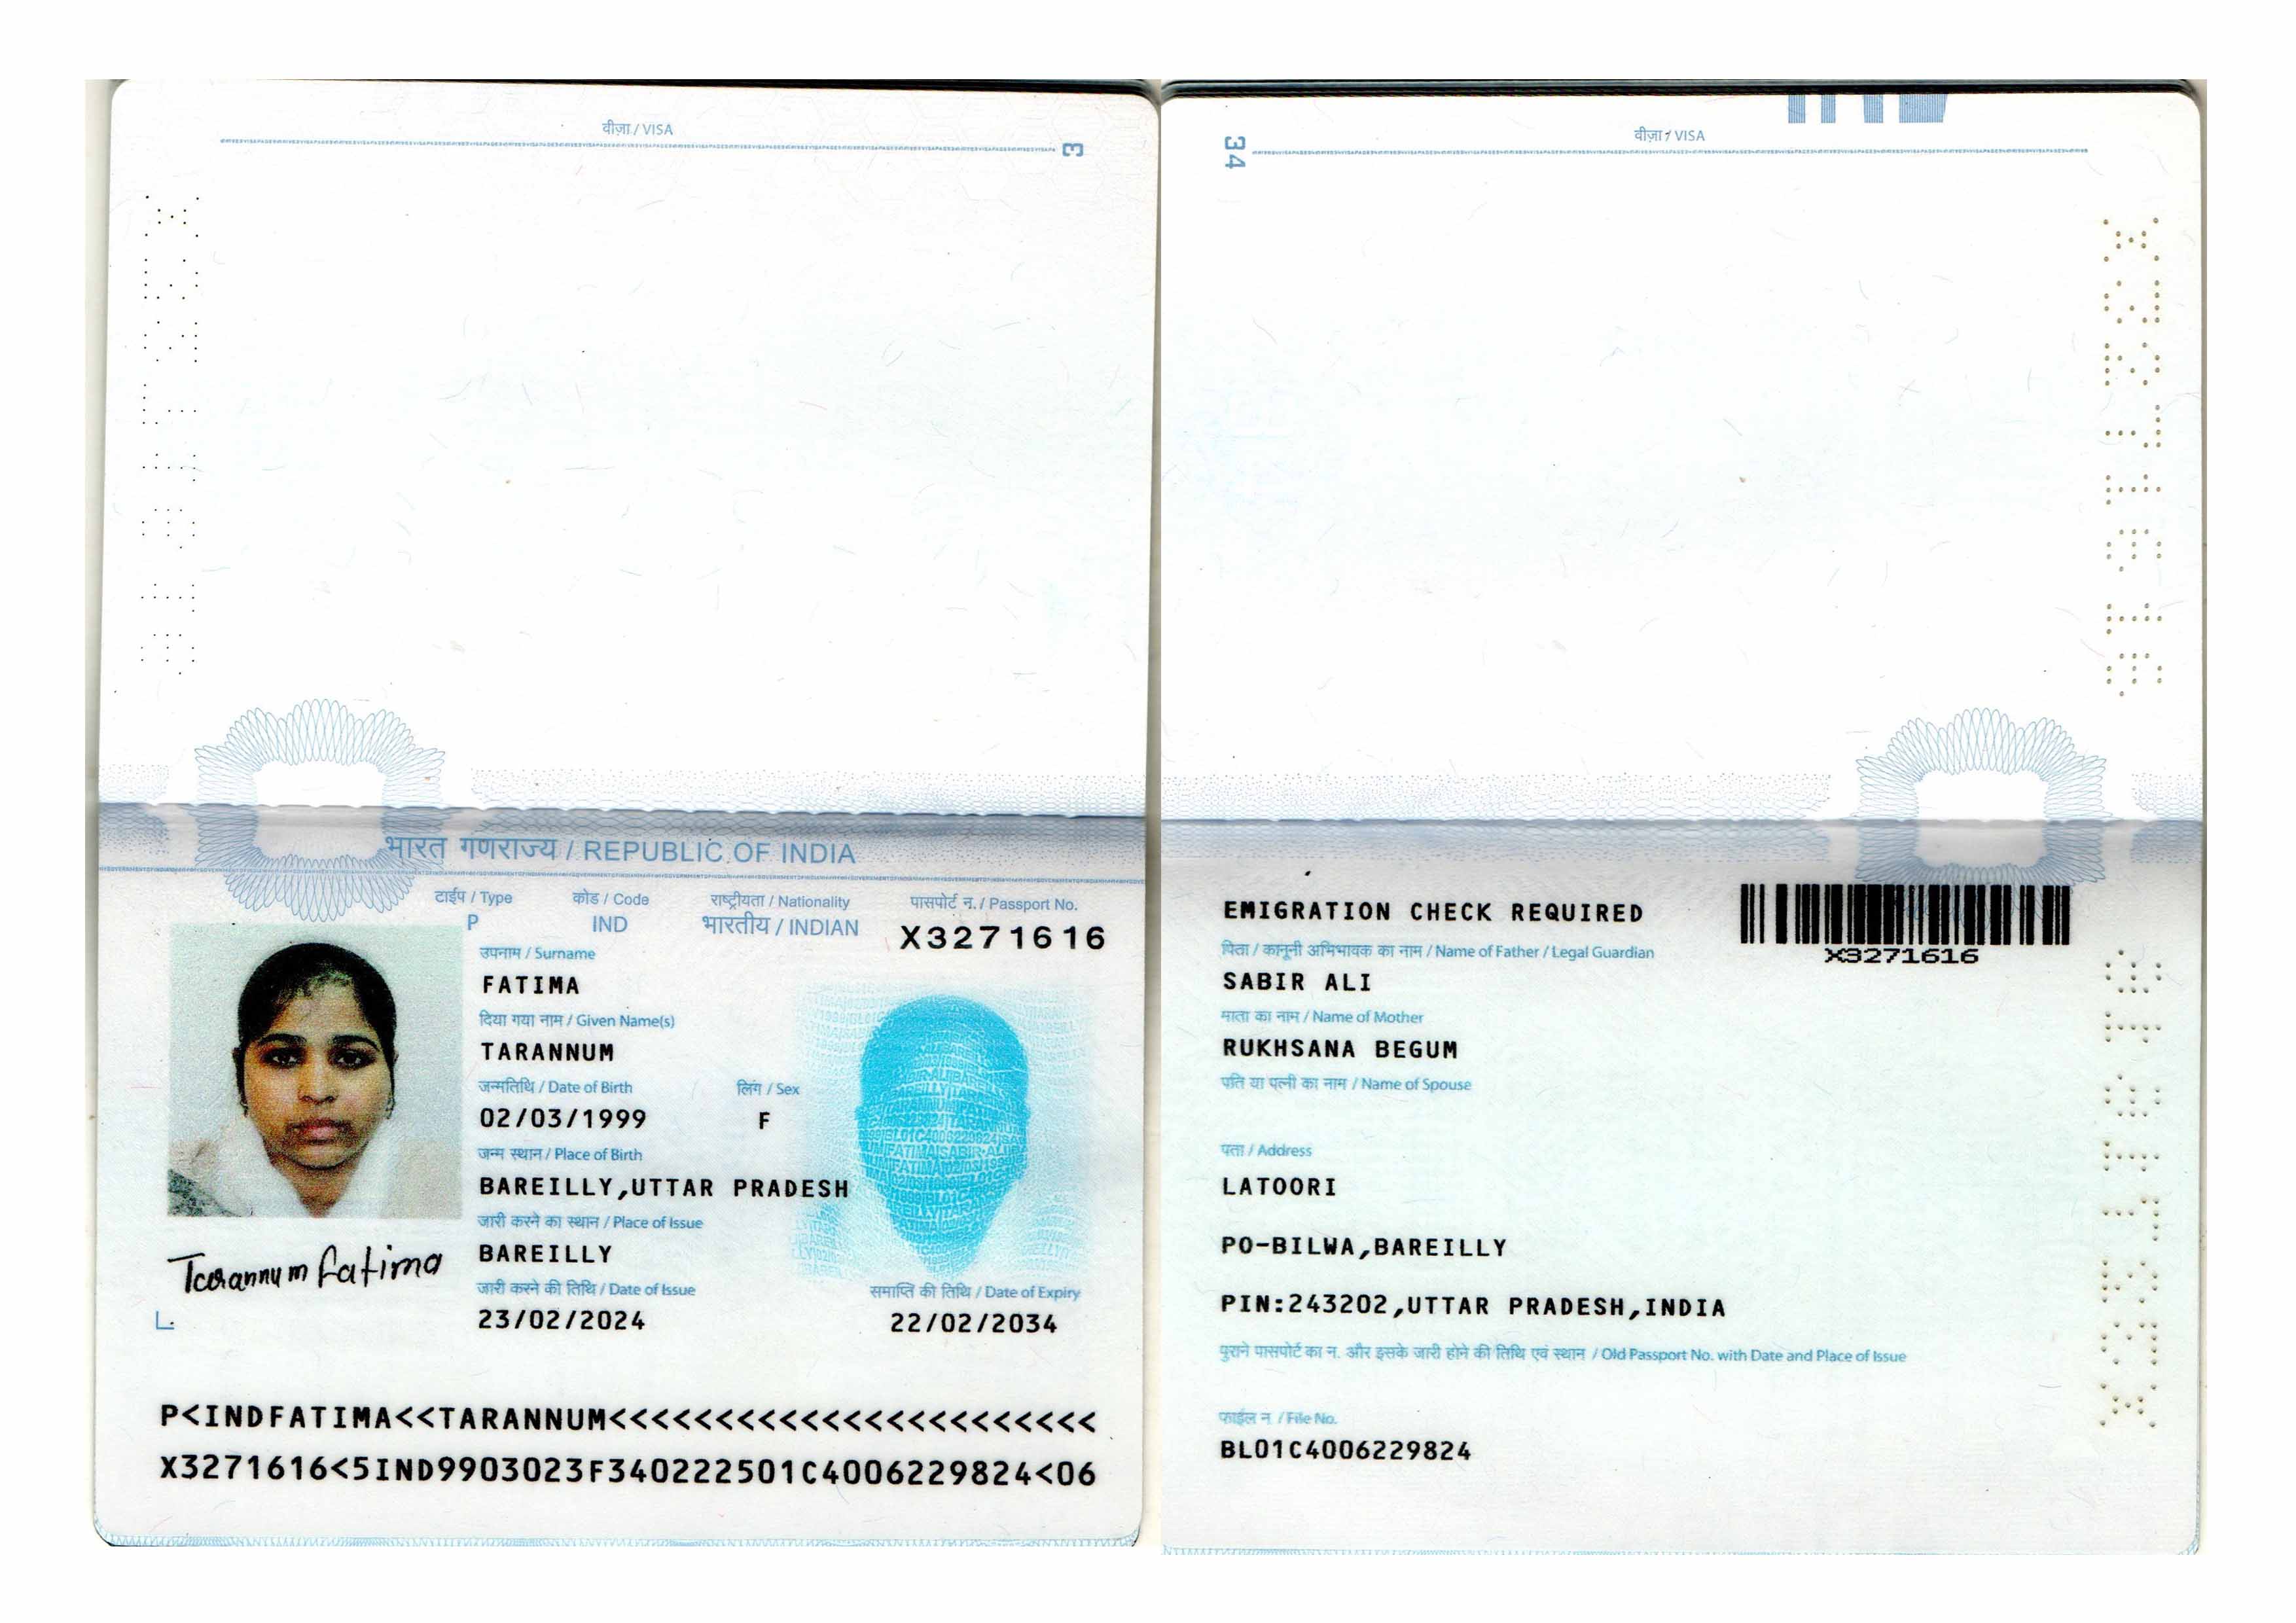 वीज़ा / VISA
3
भारत गणराज्य / REPUBLIC OF INDIA
टाईप / Type
कोड / Code
राष्ट्रीयता / Nationality
पासपोर्ट न. / Passport No.
P
IND
भारतीय / INDIAN
X3271616
उपनाम / Surname
FATIMA
दिया गया नाम / Given Name(s)
TARANNUM
जन्मतिथि / Date of Birth
लिंग / Sex
02/03/1999
F
जन्म स्थान / Place of Birth
BAREILLY,UTTAR PRADESH
जारी करने का स्थान / Place of Issue
BAREILLY
Tarannum fatima
जारी करने की तिथि / Date of Issue
समाप्ति की तिथि / Date of Expiry
23/02/2024
22/02/2034
P<INDFATIMA<<TARANNUM<<<<<<<<<<<<<<<<<<<<<<<
X3271616<5IND9903023F340222501C4006229824<06
34
वीज़ा / VISA
X3271616
EMIGRATION CHECK REQUIRED
X3271616
पिता / कानूनी अभिभावक का नाम / Name of Father / Legal Guardian
SABIR ALI
माता का नाम / Name of Mother
RUKHSANA BEGUM
पति या पत्नी का नाम / Name of Spouse
पता / Address
LATOORI
PO-BILWA,BAREILLY
PIN:243202,UTTAR PRADESH,INDIA
पुराने पासपोर्ट का न. और इसके जारी होने की तिथि एवं स्थान / Old Passport No. with Date and Place of Issue
फाईल न. / File No.
BL01C4006229824
X3271616